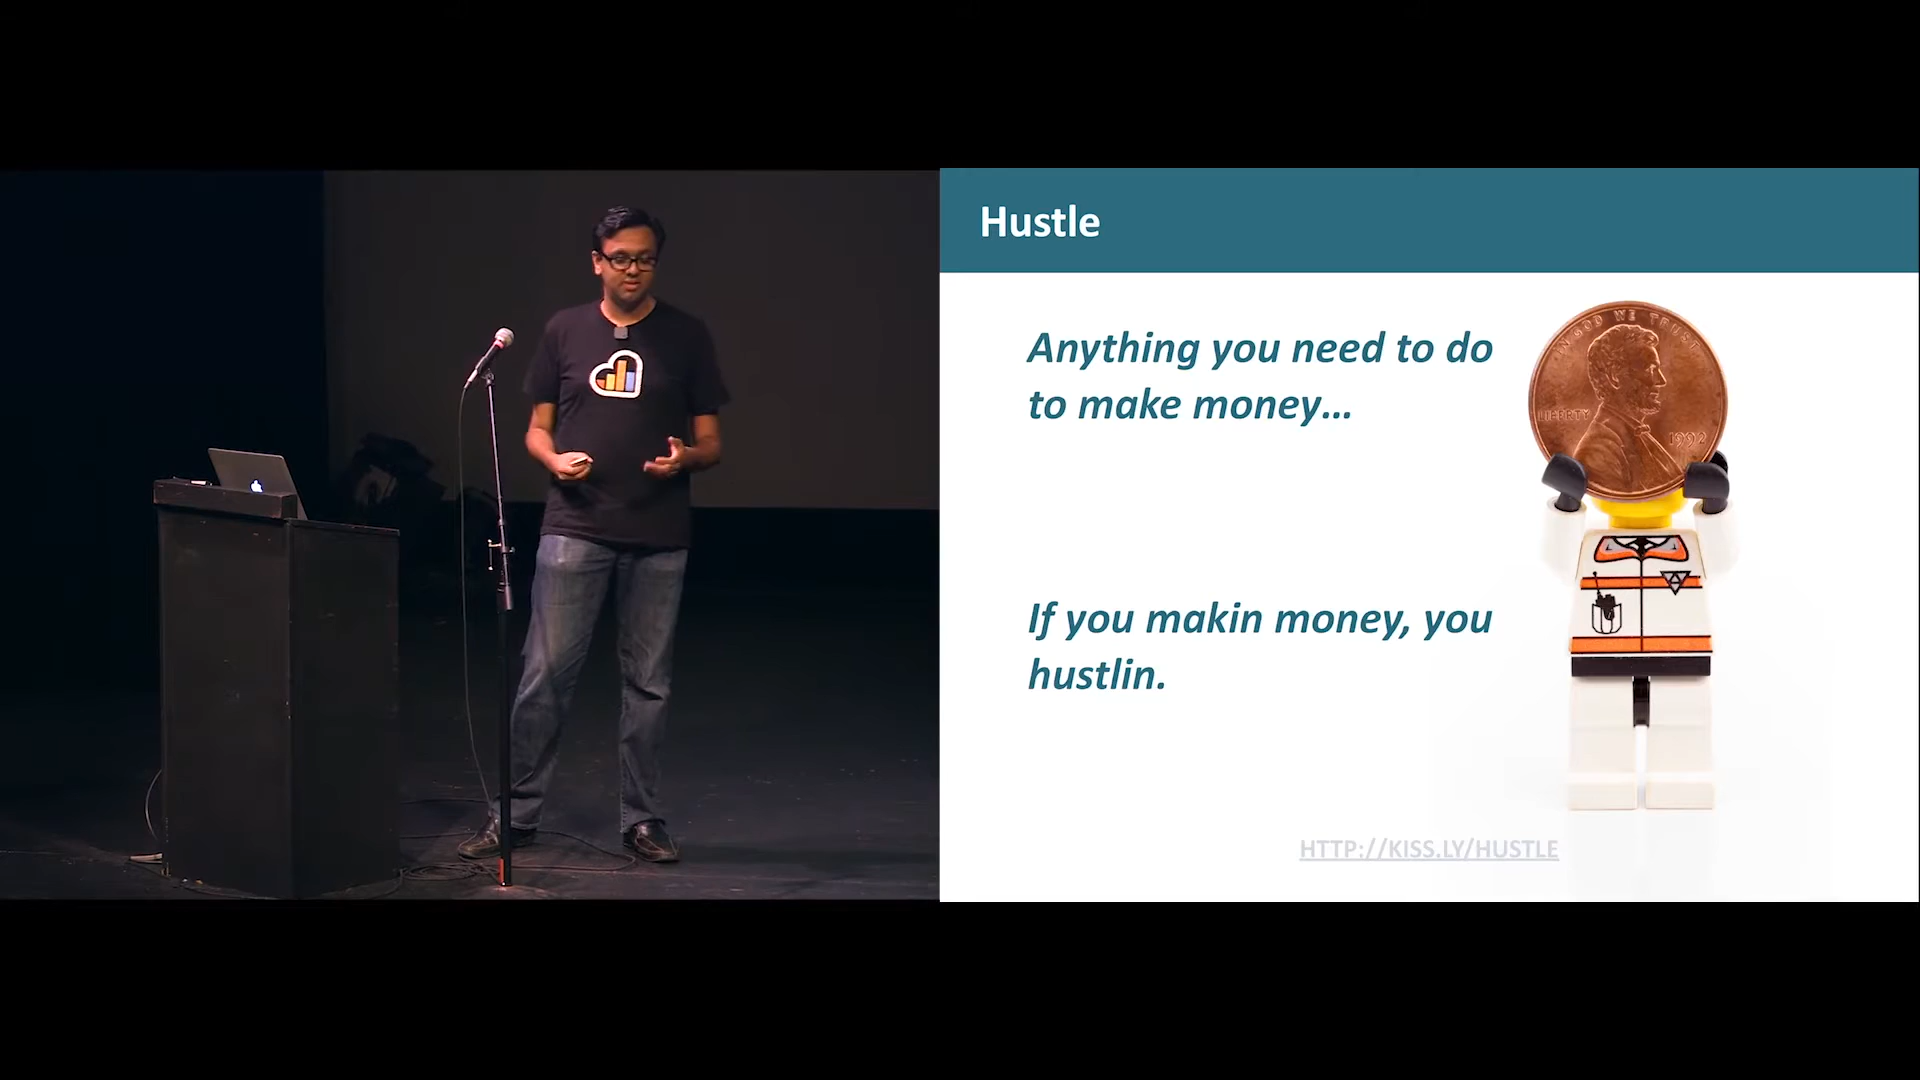 Hustle
Anything you need to do
to make money...
If you makin money, you
hustlin.
HTTP://KISS.LY/HUSTLE
IN GOD WE TRUST
LIBERTY
1992